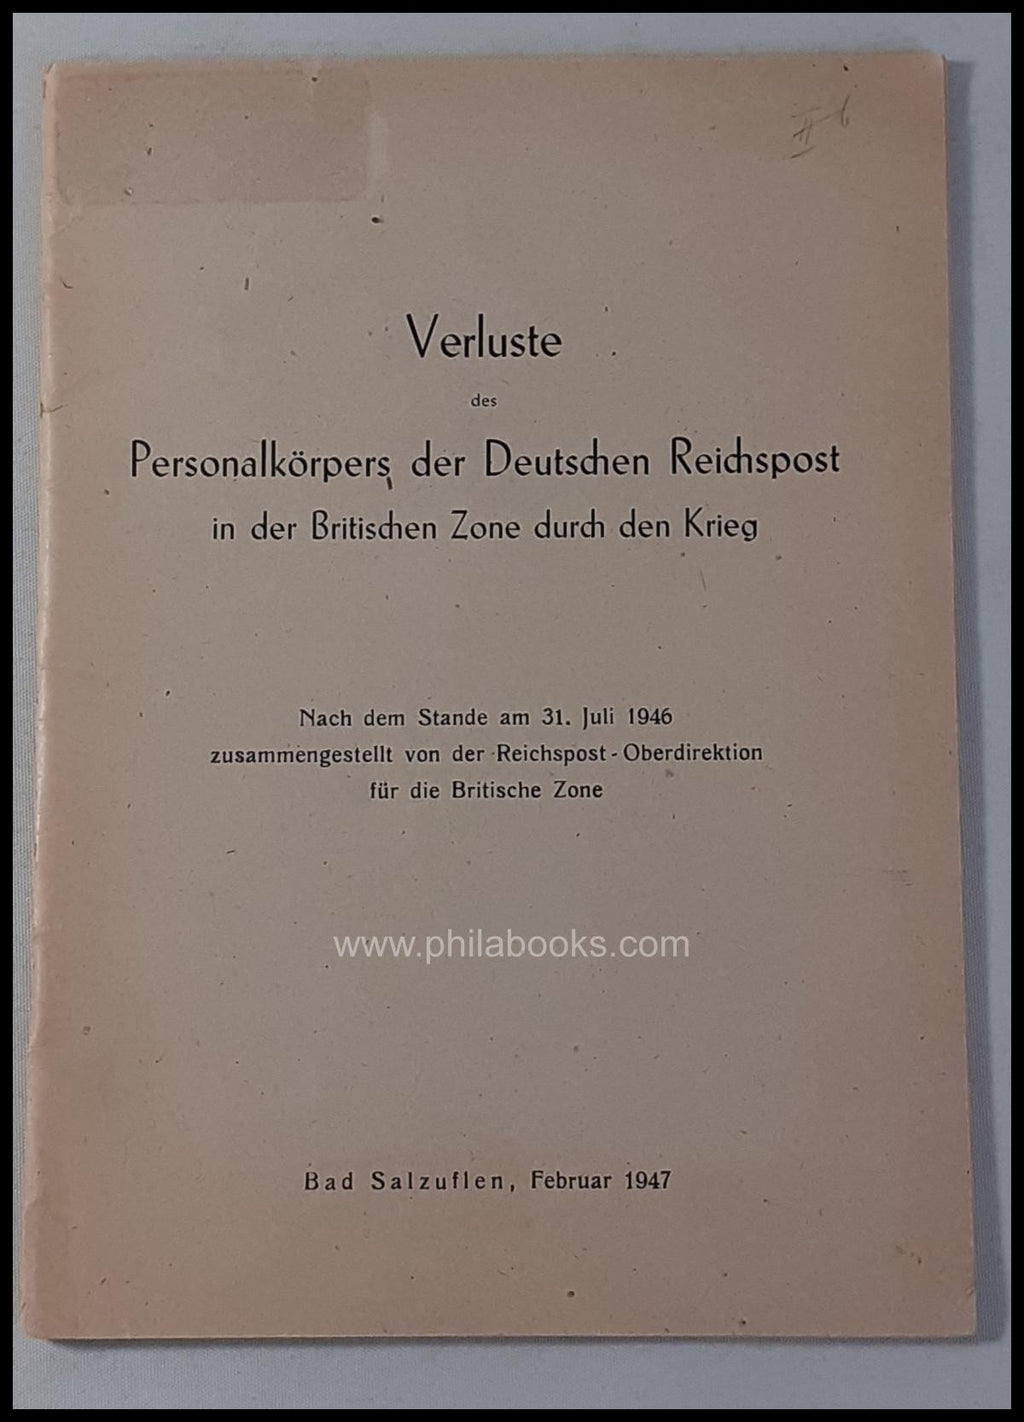 Verluste
des
Personalkörpers der Deutschen Reichspost
in der Britischen Zone durch den Krieg
Nach dem Stande am 31. Juli 1946
zusammengestellt von der Reichspost-Oberdirektion
für die Britische Zone
www.philabooks.com
Bad Salzuflen, Februar 1947